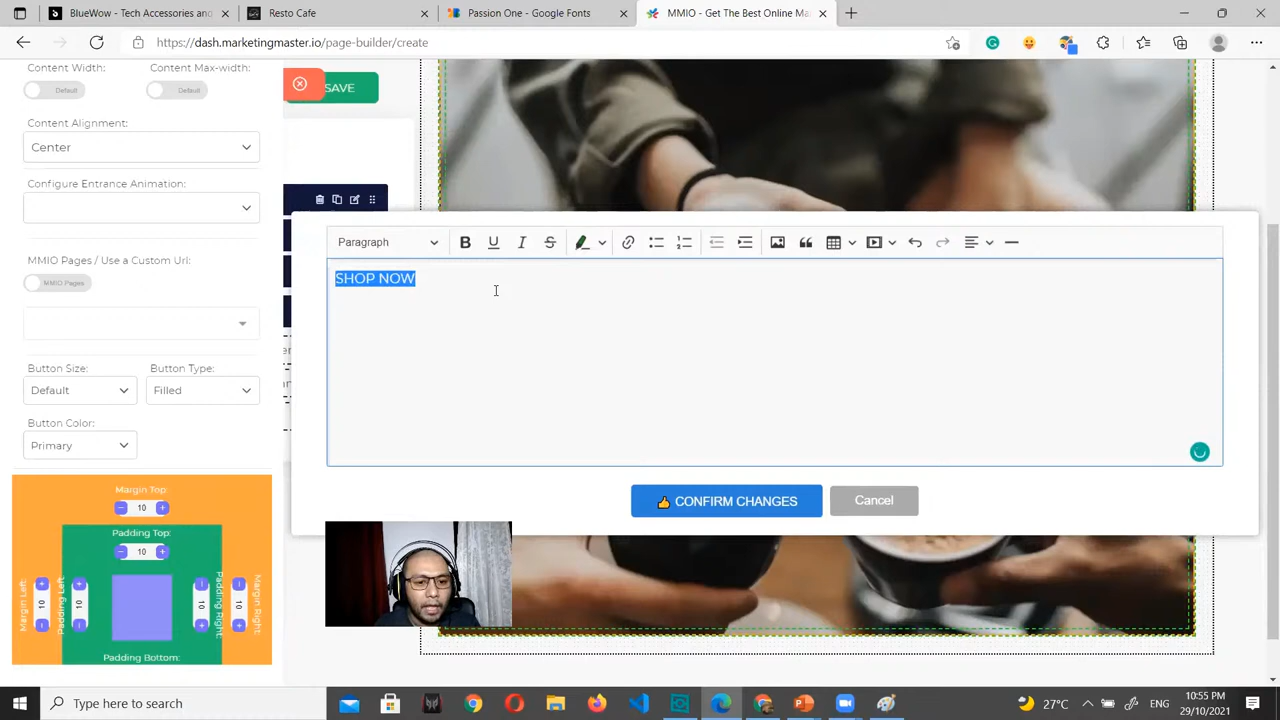 BlueWow - Tech Accessories and
Resto Cafe
Passion One - Google Fonts
MMIO - Get The Best Online Ma
https://dash.marketingmaster.io/page-builder/create
Content Width:
Content Max-width:
Default
Default
SAVE
Content Alignment:
Center
Configure Entrance Animation:
MMIO Pages / Use a Custom Url:
MMIO Pages
Button Size:
Button Type:
Default
Filled
Button Color:
Primary
Margin Top:
10
Padding Top:
10
Margin Left:
10
Padding Left
10
Padding Right
10
Margin Right:
10
Padding Bottom:
Paragraph
SHOP NOW
CONFIRM CHANGES
Cancel
Type here to search
27°C
ENG
10:55 PM
29/10/2021